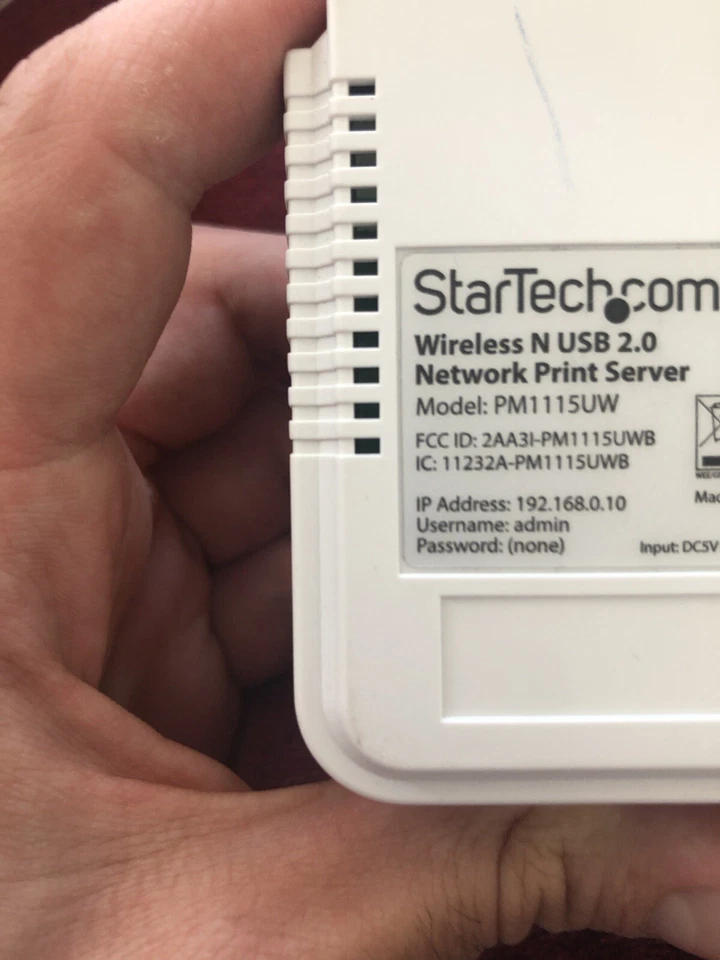 StarTech.com
Wireless N USB 2.0
Network Print Server
Model: PM1115UW
FCC ID: 2AA3I-PM1115UWB
IC: 11232A-PM1115UWB
IP Address: 192.168.0.10
Username: admin
Password: (none)
Input: DC5V